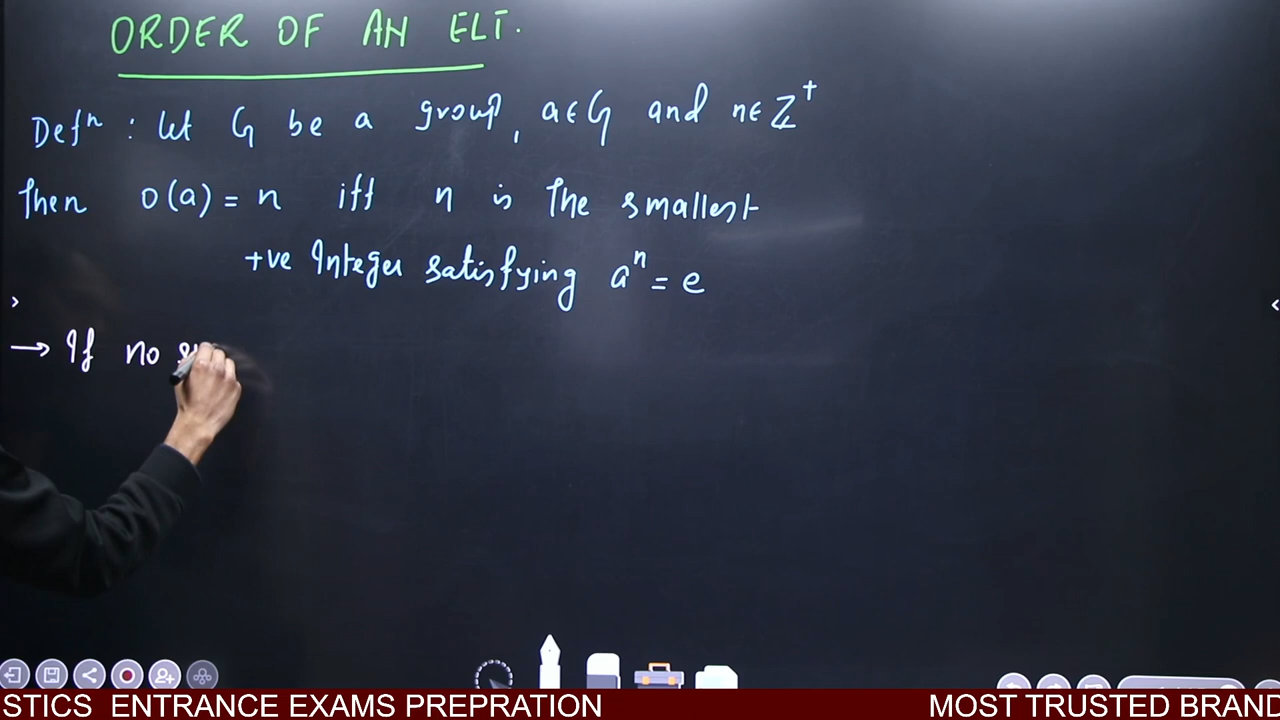 ORDER OF AN ELT.
Defⁿ : Let G be a group, a∈G and n∈ℤ⁺
Then o(a) = n iff n is the smallest
+ve Integer satisfying aⁿ = e
→ If no
STICS ENTRANCE EXAMS PREPRATION
MOST TRUSTED BRAND